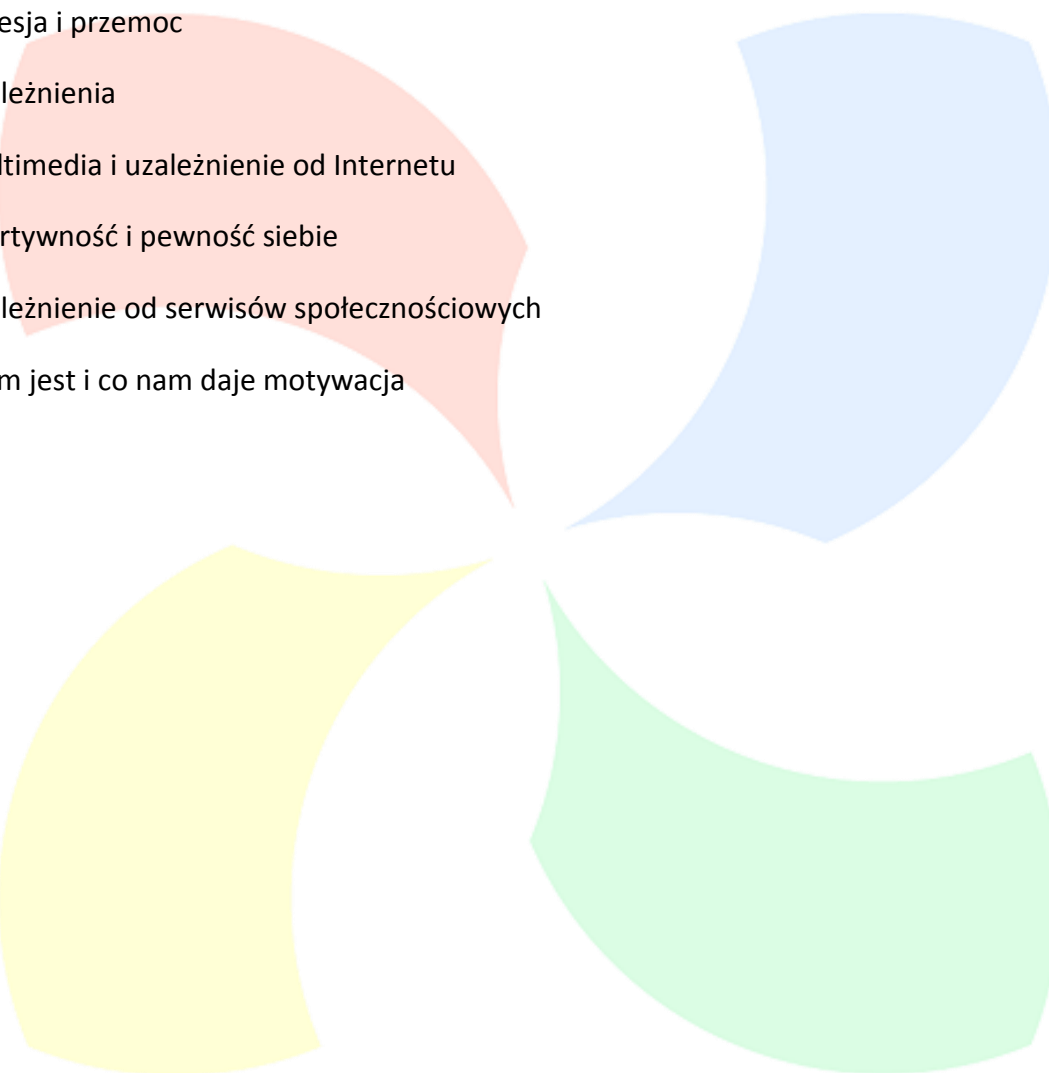 esja i przemoc
leżnienia
ltimedia i uzależnienie od Internetu
rtywność i pewność siebie
leżnienie od serwisów społecznościowych
m jest i co nam daje motywacja